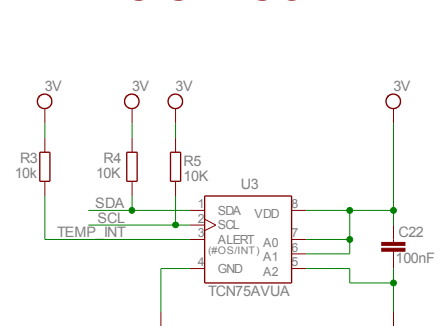 3V 3V 3V 3V
R3 10k
R4 10K
R5 10K
U3
SDA
SCL
TEMP_INT
1 SDA VDD 8
2 SCL
3 ALERT A0 7
(#OS/INT) A1 6
4 GND A2 5
TCN75AVUA
C22
100nF